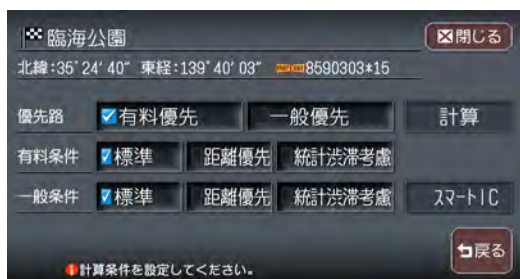 臨海公園 閉じる
北緯:35°24'40" 東経:139°40'03" 8590303*15
優先路 有料優先 一般優先 計算
有料条件 標準 距離優先 統計渋滞考慮
一般条件 標準 距離優先 統計渋滞考慮 スマートIC
戻る
計算条件を設定してください。